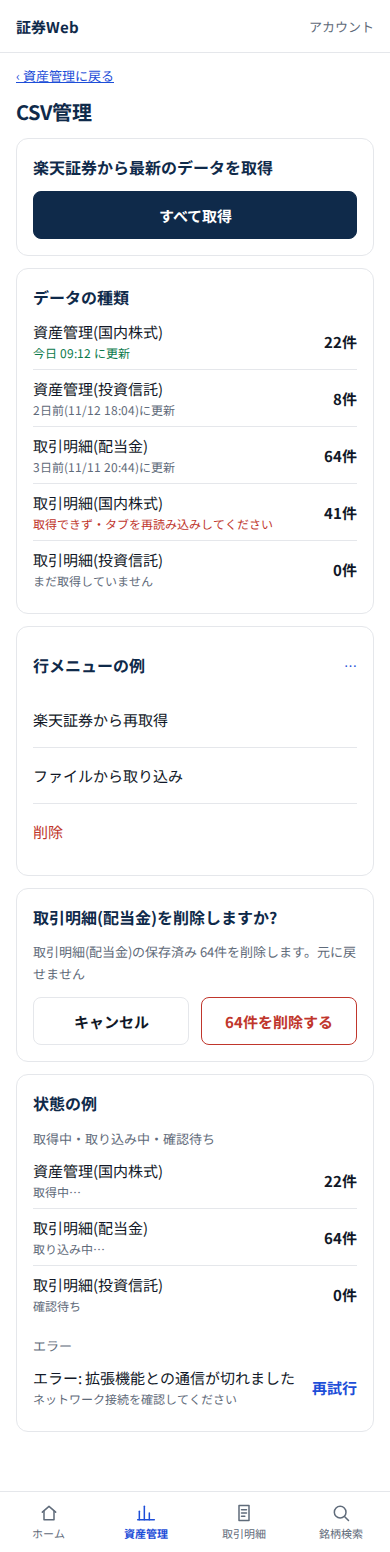 証券Web
アカウント
‹ 資産管理に戻る
CSV管理
楽天証券から最新のデータを取得
すべて取得
データの種類
資産管理(国内株式)
今日 09:12 に更新
22件
資産管理(投資信託)
2日前(11/12 18:04)に更新
8件
取引明細(配当金)
3日前(11/11 20:44)に更新
64件
取引明細(国内株式)
取得できず・タブを再読み込みしてください
41件
取引明細(投資信託)
まだ取得していません
0件
行メニューの例
…
楽天証券から再取得
ファイルから取り込み
削除
取引明細(配当金)を削除しますか?
取引明細(配当金)の保存済み 64件を削除します。元に戻
せません
キャンセル
64件を削除する
状態の例
取得中・取り込み中・確認待ち
資産管理(国内株式)
取得中…
22件
取引明細(配当金)
取り込み中…
64件
取引明細(投資信託)
確認待ち
0件
エラー
エラー: 拡張機能との通信が切れました
ネットワーク接続を確認してください
再試行
ホーム
資産管理
取引明細
銘柄検索